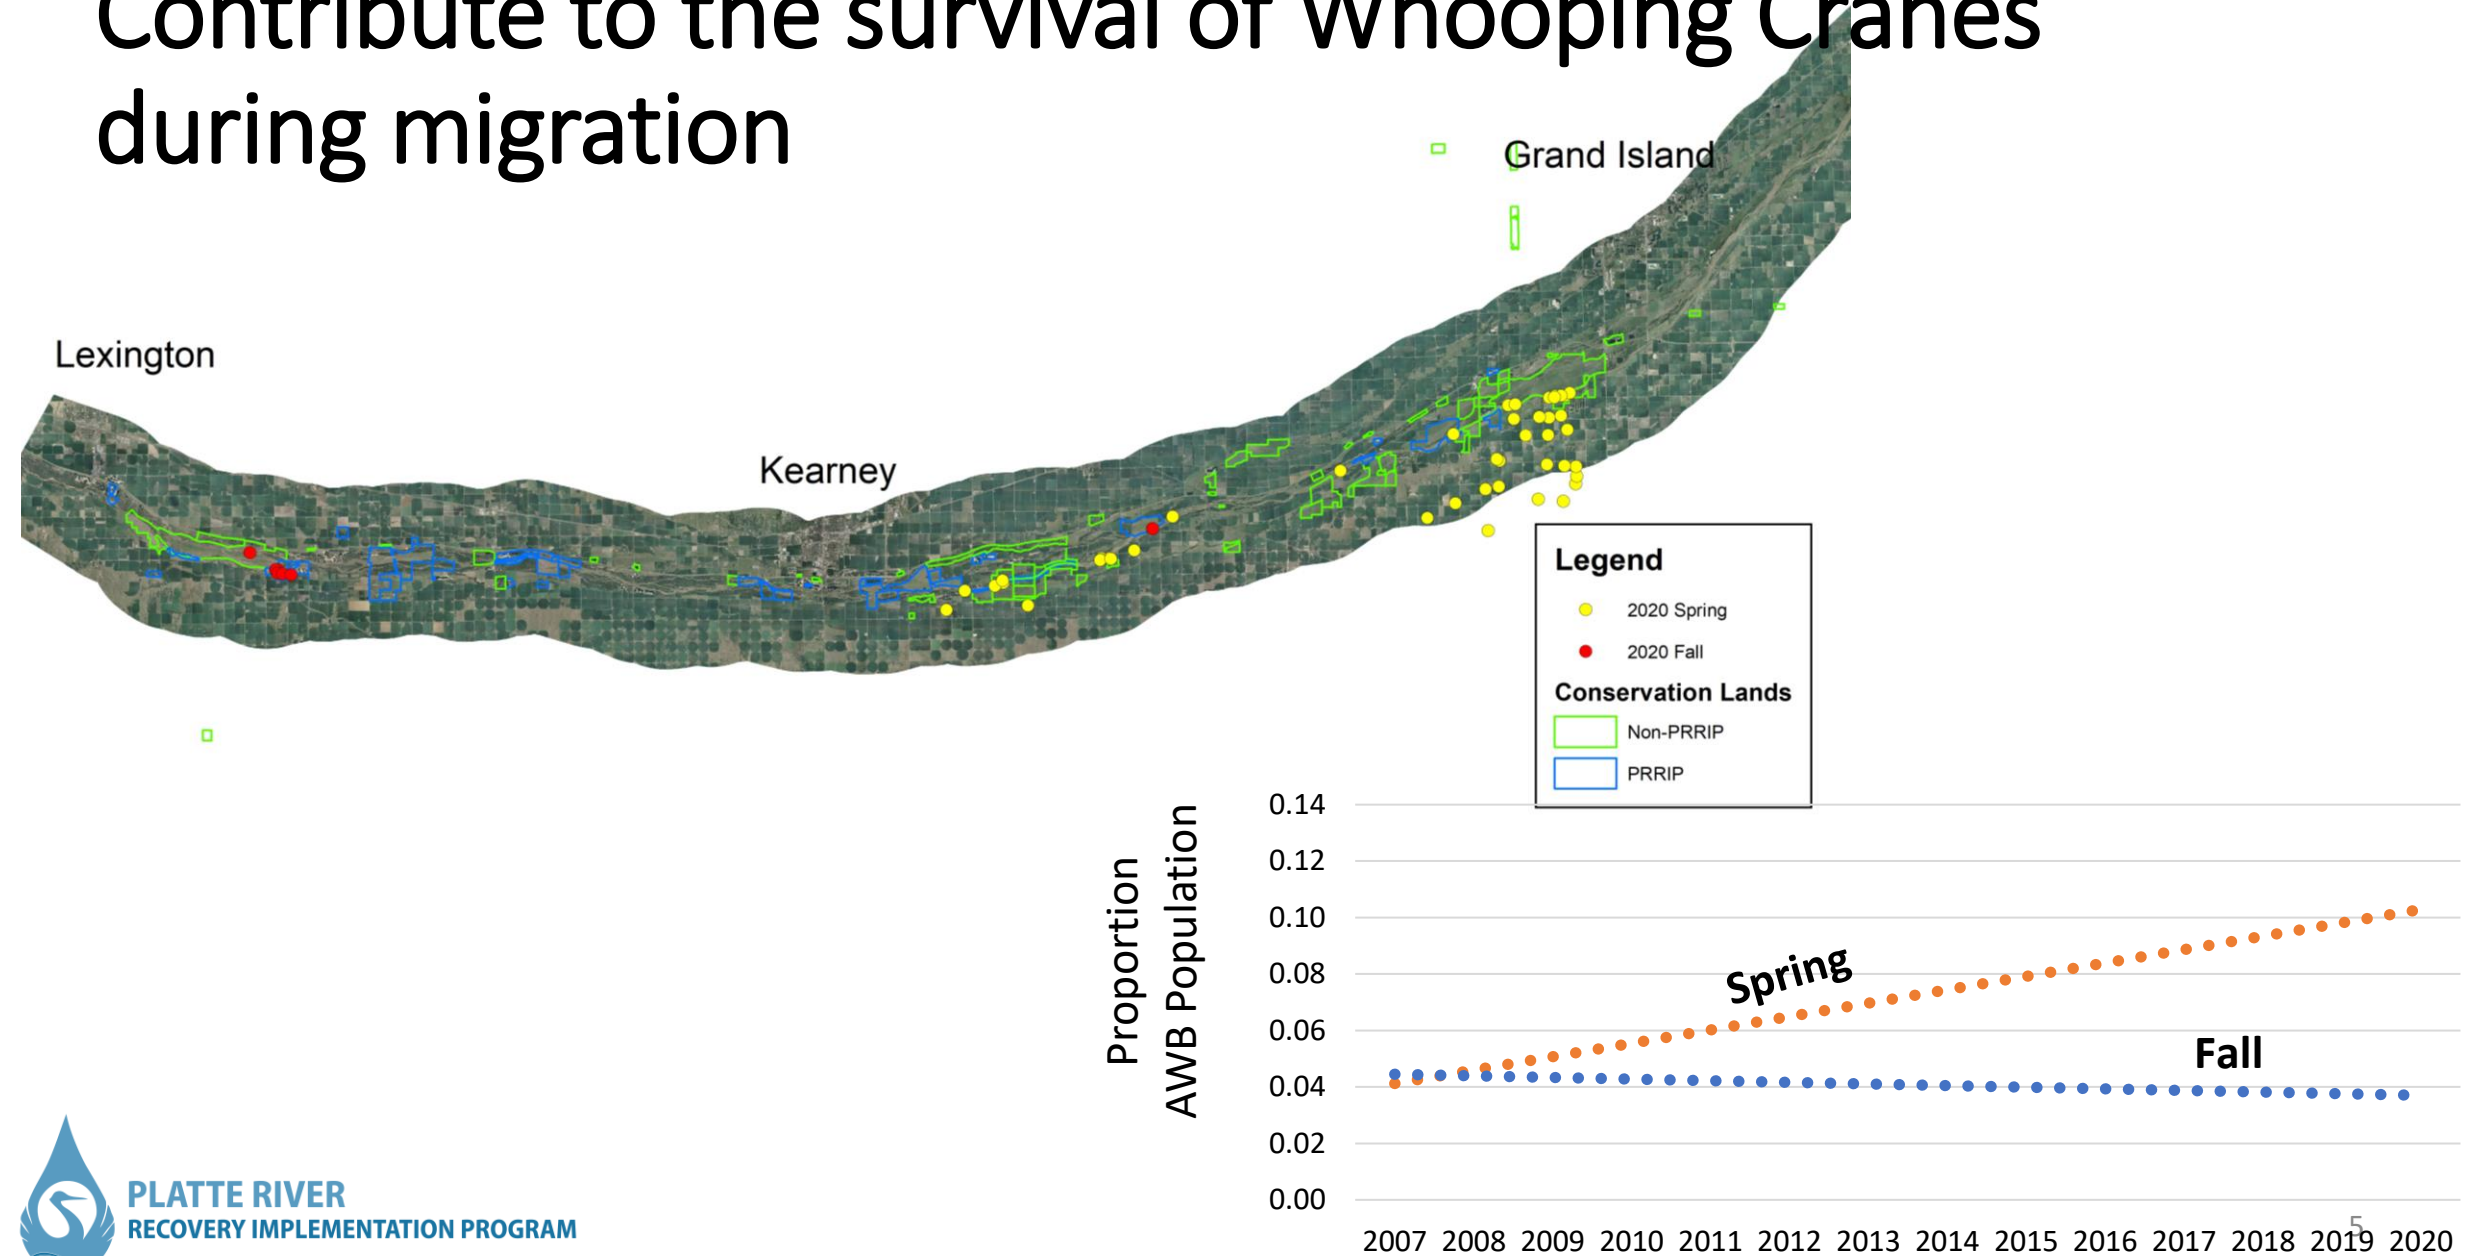 Contribute to the survival of Whooping Cranes
during migration
Grand Island
Lexington
Kearney
Legend
2020 Spring
2020 Fall
Conservation Lands
Non-PRRIP
PRRIP
Proportion
AWB Population
0.14
0.12
0.10
0.08
0.06
0.04
0.02
0.00
Spring
Fall
2007 2008 2009 2010 2011 2012 2013 2014 2015 2016 2017 2018 2019 2020
5
PLATTE RIVER
RECOVERY IMPLEMENTATION PROGRAM